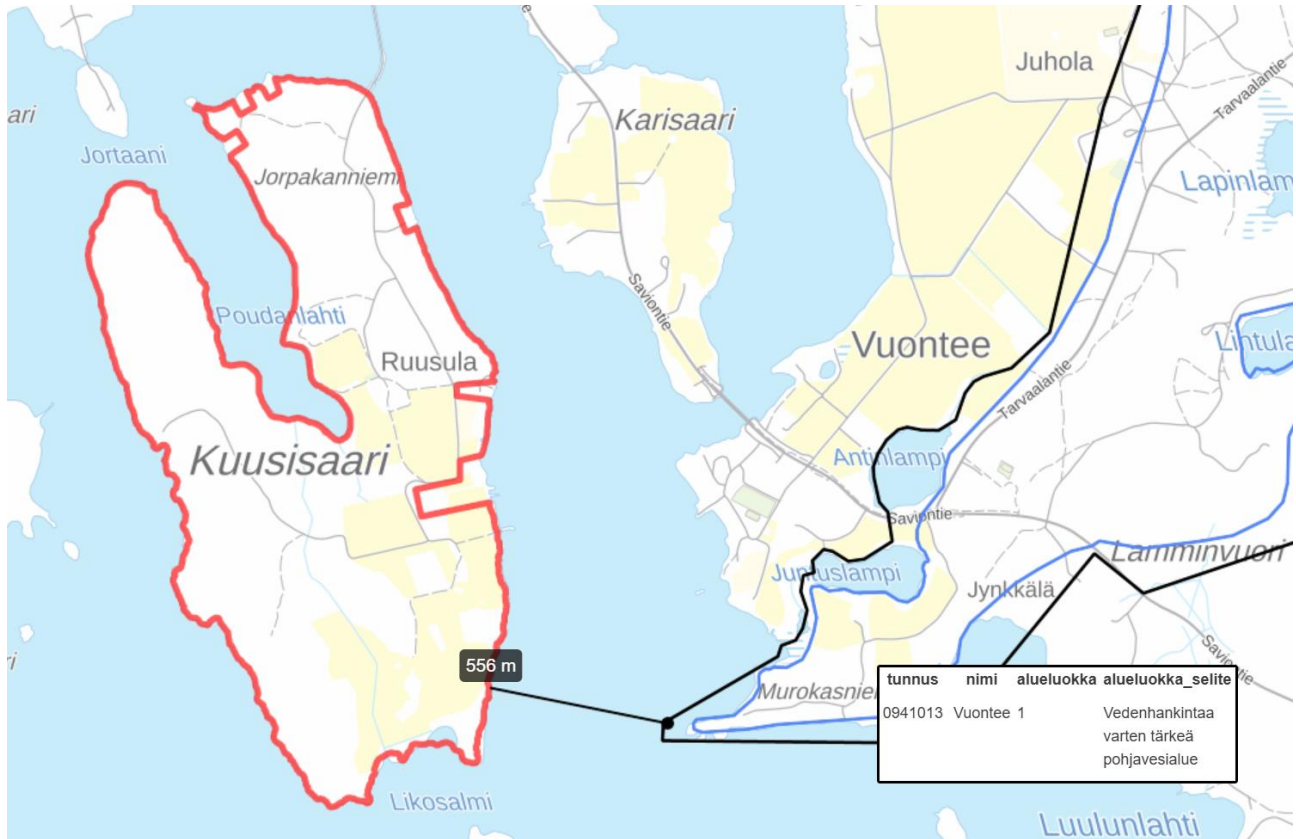 Juhola
Tarvaalantie
ari
Karisaari
Jortaani
Jorpakanniemi
Lapinlam
Saviontie
Poudanlahti
Vuontee
Lintula
Ruusula
Tarvaalantie
Kuusisaari
Antinlampi
Saviontie
Lamminvuori
Juntuslampi
Jynkkälä
Saviontie
556 m
Murokasnie
tunnus nimi alueluokka alueluokka_selite
0941013 Vuontee 1 Vedenhankintaa
varten tärkeä
pohjavesialue
Likosalmi
Luulunlahti